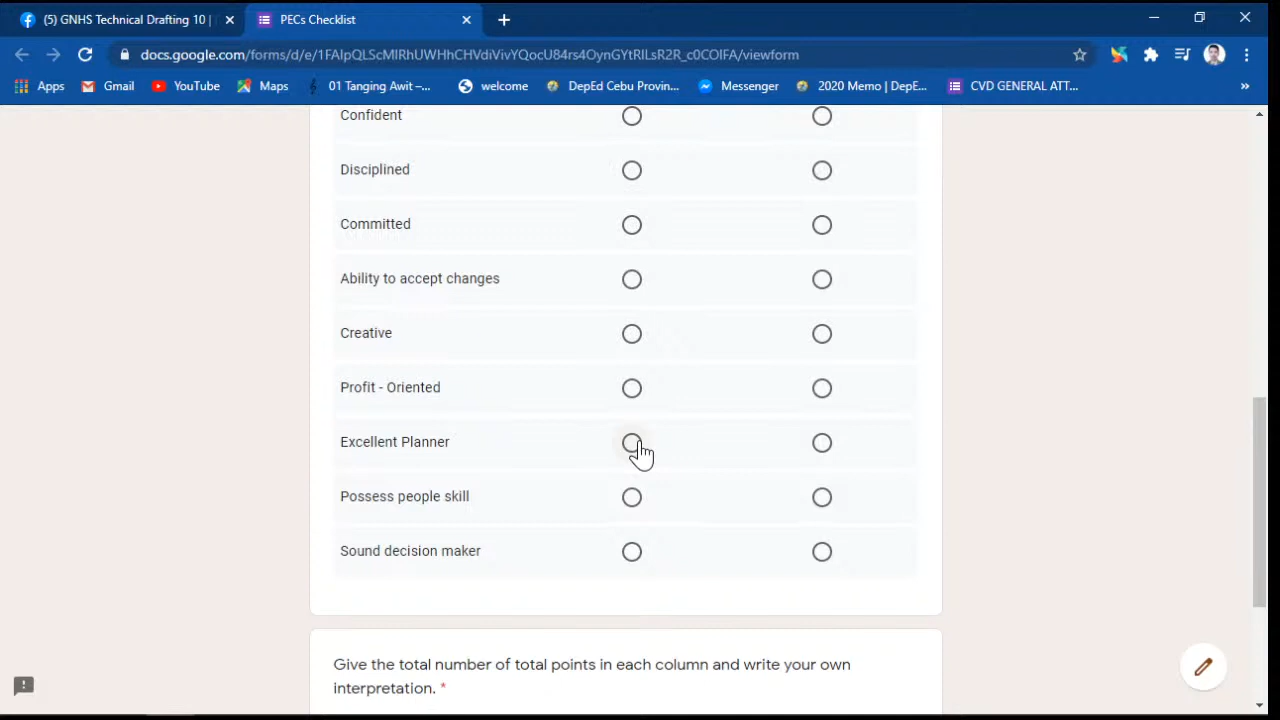 (5) GNHS Technical Drafting 10 |
PECs Checklist
docs.google.com/forms/d/e/1FAIpQLScMIRhUWHhCHVdiVivYQocU84rs4OynGYtRILsR2R_c0COIFA/viewform
Apps Gmail YouTube Maps 01 Tanging Awit –... welcome DepEd Cebu Provin... Messenger 2020 Memo | DepE... CVD GENERAL ATT... »
Confident
Disciplined
Committed
Ability to accept changes
Creative
Profit - Oriented
Excellent Planner
Possess people skill
Sound decision maker
Give the total number of total points in each column and write your own
interpretation. *